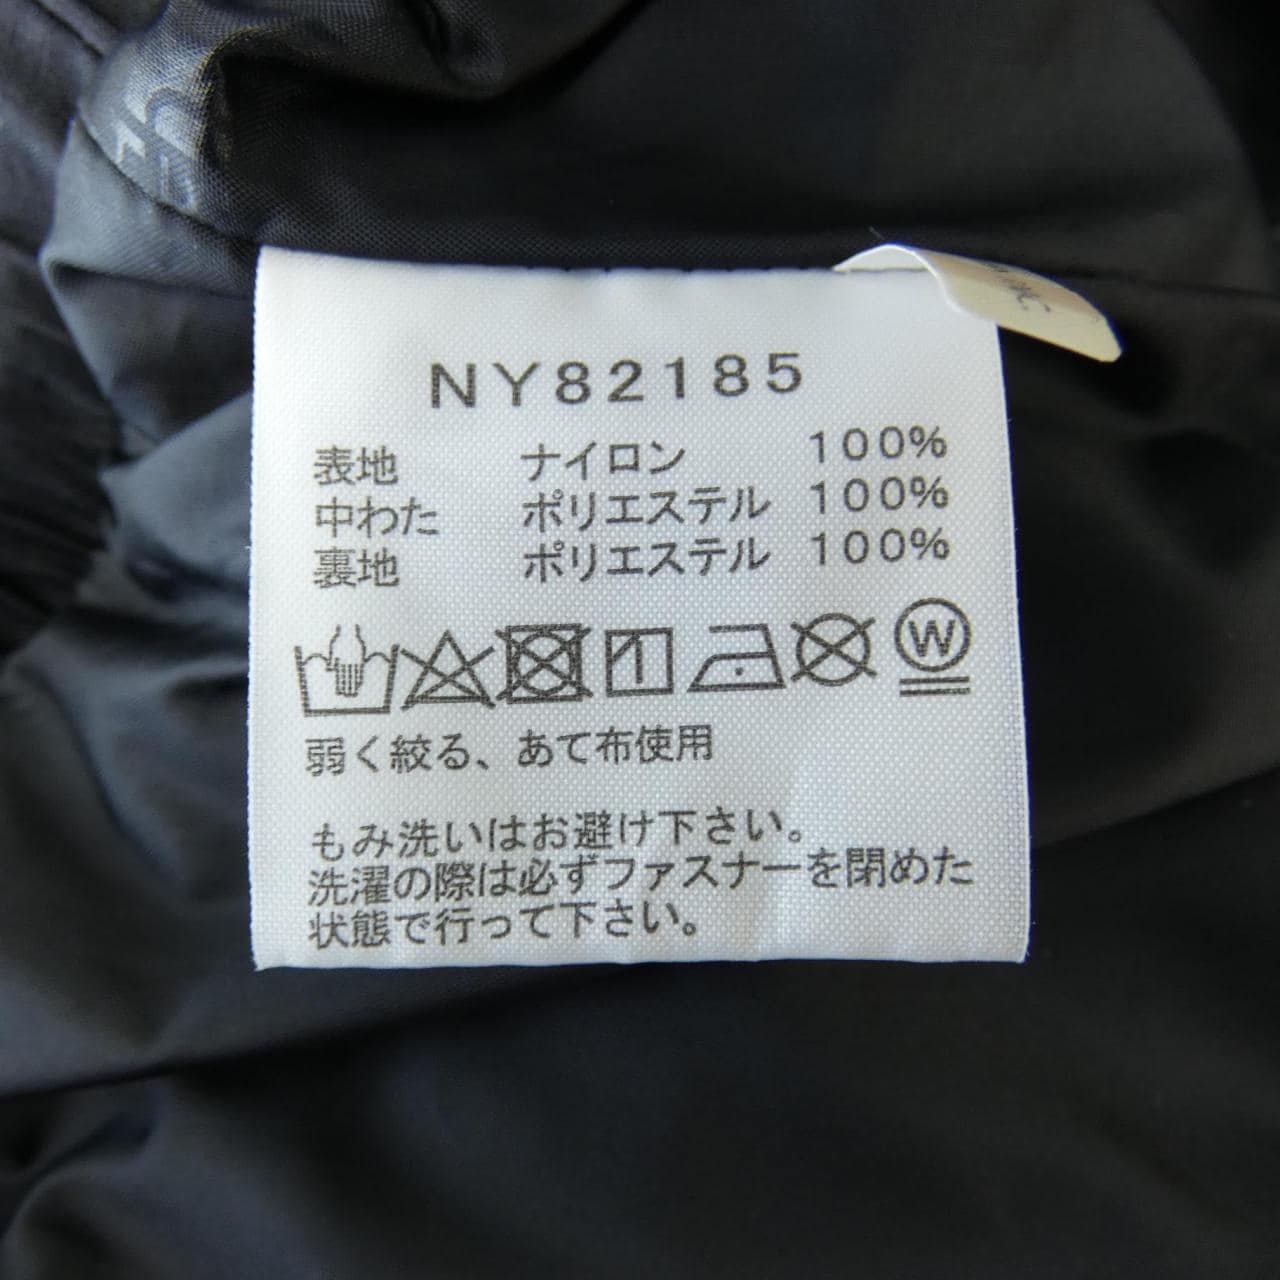 NY82185
表地 ナイロン 100%
中わた ポリエステル 100%
裏地 ポリエステル 100%
W
弱く絞る、あて布使用
もみ洗いはお避け下さい。
洗濯の際は必ずファスナーを閉めた
状態で行って下さい。